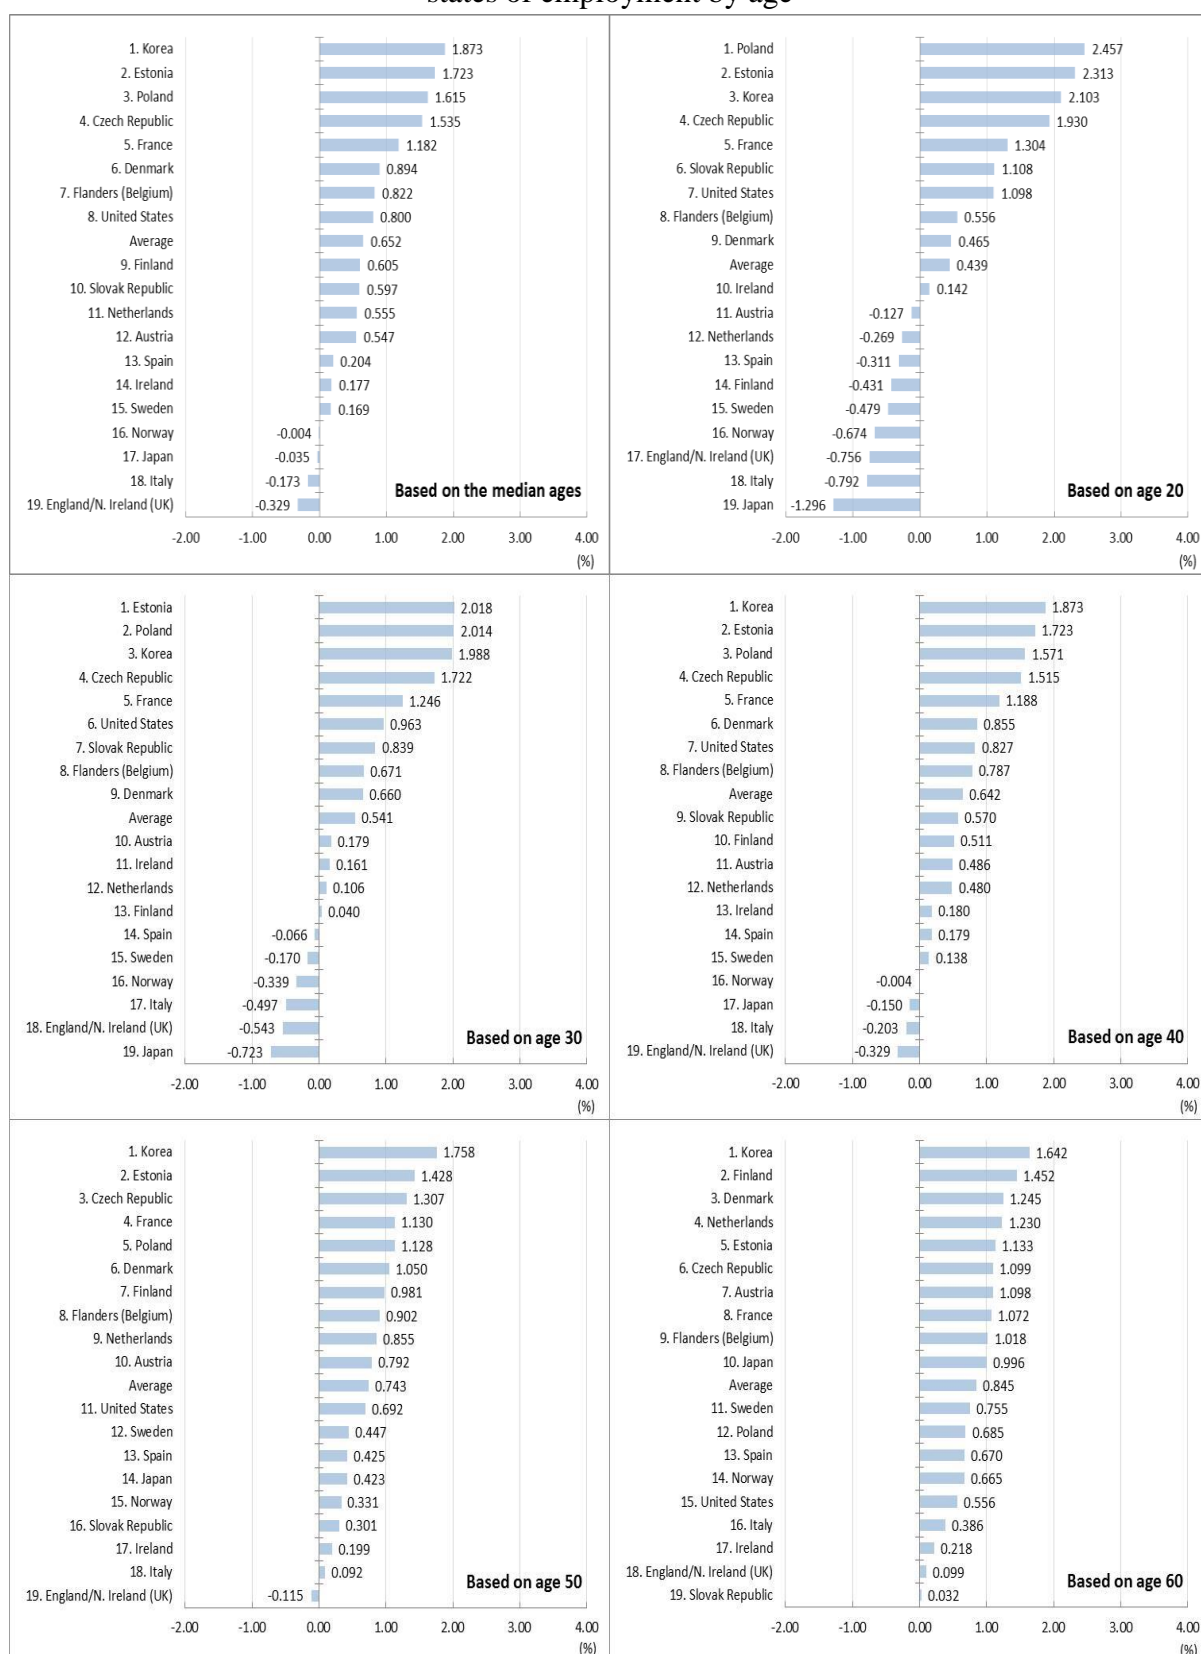 states of employment by age
1. Korea 1.873
2. Estonia 1.723
3. Poland 1.615
4. Czech Republic 1.535
5. France 1.182
6. Denmark 0.894
7. Flanders (Belgium) 0.822
8. United States 0.800
Average 0.652
9. Finland 0.605
10. Slovak Republic 0.597
11. Netherlands 0.555
12. Austria 0.547
13. Spain 0.204
14. Ireland 0.177
15. Sweden 0.169
16. Norway -0.004
17. Japan -0.035
18. Italy -0.173
19. England/N. Ireland (UK) -0.329
Based on the median ages
-2.00 -1.00 0.00 1.00 2.00 3.00 4.00
(%)
1. Poland 2.457
2. Estonia 2.313
3. Korea 2.103
4. Czech Republic 1.930
5. France 1.304
6. Slovak Republic 1.108
7. United States 1.098
8. Flanders (Belgium) 0.556
9. Denmark 0.465
Average 0.439
10. Ireland 0.142
11. Austria -0.127
12. Netherlands -0.269
13. Spain -0.311
14. Finland -0.431
15. Sweden -0.479
16. Norway -0.674
17. England/N. Ireland (UK) -0.756
18. Italy -0.792
19. Japan -1.296
Based on age 20
-2.00 -1.00 0.00 1.00 2.00 3.00 4.00
(%)
1. Estonia 2.018
2. Poland 2.014
3. Korea 1.988
4. Czech Republic 1.722
5. France 1.246
6. United States 0.963
7. Slovak Republic 0.839
8. Flanders (Belgium) 0.671
9. Denmark 0.660
Average 0.541
10. Austria 0.179
11. Ireland 0.161
12. Netherlands 0.106
13. Finland 0.040
14. Spain -0.066
15. Sweden -0.170
16. Norway -0.339
17. Italy -0.497
18. England/N. Ireland (UK) -0.543
19. Japan -0.723
Based on age 30
-2.00 -1.00 0.00 1.00 2.00 3.00 4.00
(%)
1. Korea 1.873
2. Estonia 1.723
3. Poland 1.571
4. Czech Republic 1.515
5. France 1.188
6. Denmark 0.855
7. United States 0.827
8. Flanders (Belgium) 0.787
Average 0.642
9. Slovak Republic 0.570
10. Finland 0.511
11. Austria 0.486
12. Netherlands 0.480
13. Ireland 0.180
14. Spain 0.179
15. Sweden 0.138
16. Norway -0.004
17. Japan -0.150
18. Italy -0.203
19. England/N. Ireland (UK) -0.329
Based on age 40
-2.00 -1.00 0.00 1.00 2.00 3.00 4.00
(%)
1. Korea 1.758
2. Estonia 1.428
3. Czech Republic 1.307
4. France 1.130
5. Poland 1.128
6. Denmark 1.050
7. Finland 0.981
8. Flanders (Belgium) 0.902
9. Netherlands 0.855
10. Austria 0.792
Average 0.743
11. United States 0.692
12. Sweden 0.447
13. Spain 0.425
14. Japan 0.423
15. Norway 0.331
16. Slovak Republic 0.301
17. Ireland 0.199
18. Italy 0.092
19. England/N. Ireland (UK) -0.115
Based on age 50
-2.00 -1.00 0.00 1.00 2.00 3.00 4.00
(%)
1. Korea 1.642
2. Finland 1.452
3. Denmark 1.245
4. Netherlands 1.230
5. Estonia 1.133
6. Czech Republic 1.099
7. Austria 1.098
8. France 1.072
9. Flanders (Belgium) 1.018
10. Japan 0.996
Average 0.845
11. Sweden 0.755
12. Poland 0.685
13. Spain 0.670
14. Norway 0.665
15. United States 0.556
16. Italy 0.386
17. Ireland 0.218
18. England/N. Ireland (UK) 0.099
19. Slovak Republic 0.032
Based on age 60
-2.00 -1.00 0.00 1.00 2.00 3.00 4.00
(%)